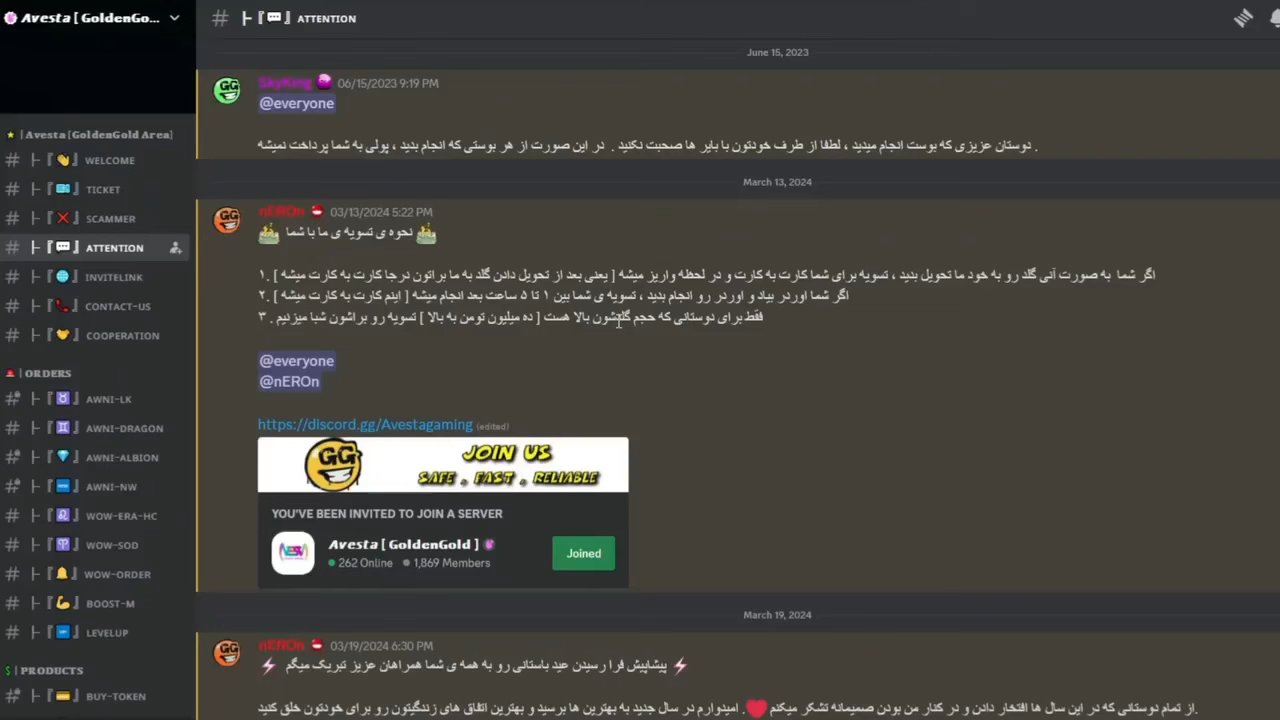 Avesta [ GoldenGo...
├『💬』ATTENTION
⭐ | Avesta [GoldenGold Area]
# ├『👋』WELCOME
# ├『🎫』TICKET
# ├『❌』SCAMMER
# ├『💬』ATTENTION
# ├『🌐』INVITELINK
# ├『📞』CONTACT-US
# ├『🤝』COOPERATION
🚨 | ORDERS
# ├『♉』AWNI-LK
# ├『♊』AWNI-DRAGON
# ├『💎』AWNI-ALBION
# ├『』AWNI-NW
# ├『♌』WOW-ERA-HC
# ├『♈』WOW-SOD
# ├『🔔』WOW-ORDER
# ├『💪』BOOST-M
# ├『』LEVELUP
$ | PRODUCTS
# ├『💳』BUY-TOKEN
June 15, 2023
SkyKing 06/15/2023 9:19 PM
@everyone
دوستان عزیزی که بوست انجام میدید ، لطفا از طرف خودتون با بایر ها صحبت نکنید . در این صورت از هر بوستی که انجام بدید ، پولی به شما پرداخت نمیشه .
March 13, 2024
nEROn 03/13/2024 5:22 PM
نحوه ی تسویه ی ما با شما
۱. اگر شما به صورت آنی گلد رو به خود ما تحویل بدید ، تسویه برای شما کارت به کارت و در لحظه واریز میشه [ یعنی بعد از تحویل دادن گلد به ما براتون درجا کارت به کارت میشه ]
۲. اگر شما اوردر بیاد و اوردر رو انجام بدید ، تسویه ی شما بین ۱ تا ۵ ساعت بعد انجام میشه [ اینم کارت به کارت میشه ]
۳ . فقط برای دوستانی که حجم گلدشون بالا هست [ ده میلیون تومن به بالا ] تسویه رو براشون شبا میزنیم
@everyone
@nEROn
https://discord.gg/Avestagaming (edited)
GG
JOIN US
SAFE . FAST . RELIABLE
YOU'VE BEEN INVITED TO JOIN A SERVER
Avesta [ GoldenGold ]
262 Online 1,869 Members
Joined
March 19, 2024
nEROn 03/19/2024 6:30 PM
⚡ پیشاپیش فرا رسیدن عید باستانی رو به همه ی شما همراهان عزیز تبریک میگم ⚡
از تمام دوستانی که در این سال ها افتخار دادن و در کنار من بودن صمیمانه تشکر میکنم ❤️. امیدوارم در سال جدید به بهترین ها برسید و بهترین اتفاق های زندگیتون رو برای خودتون خلق کنید.